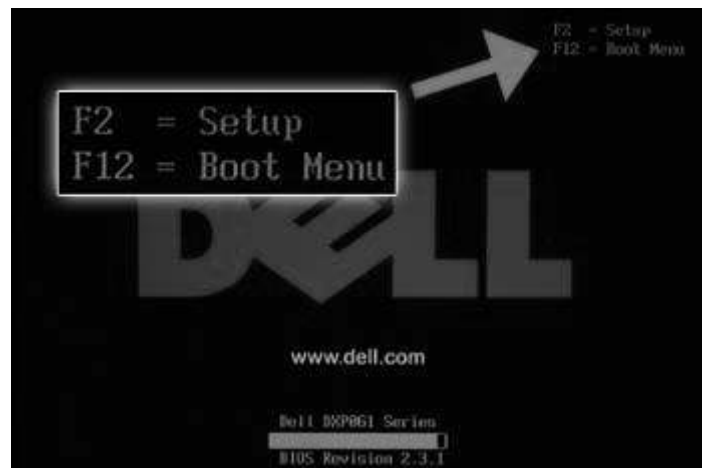 F2 = Setup
F12 = Boot Menu
F2 = Setup
F12 = Boot Menu
DELL
www.dell.com
Dell DXP061 Series
BIOS Revision 2.3.1